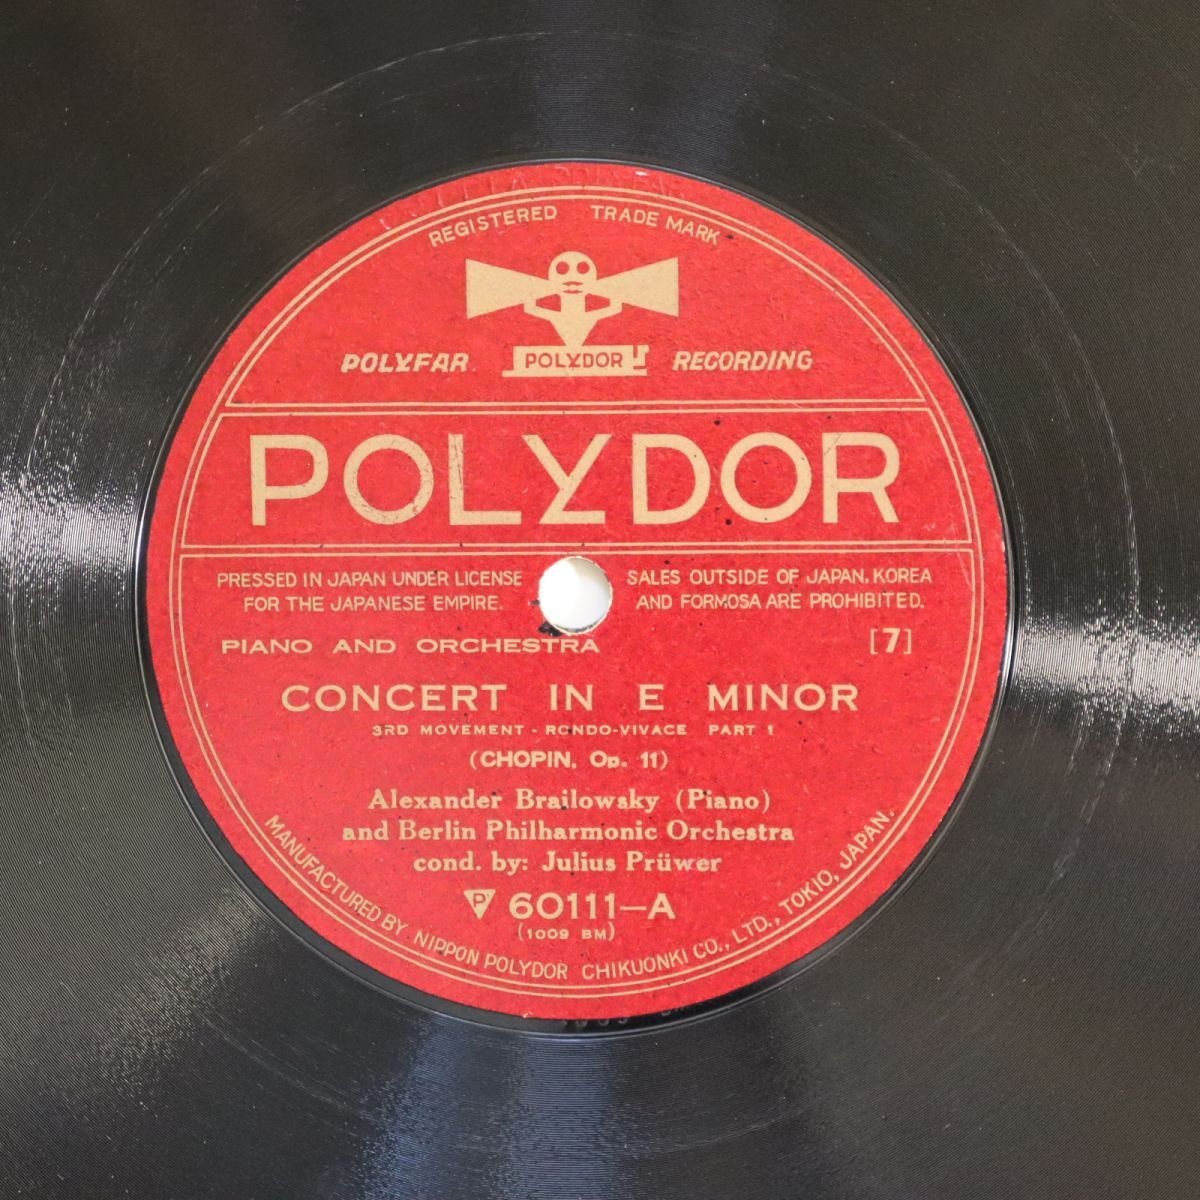 REGISTERED TRADE MARK
POLYFAR POLYDOR RECORDING
POLYDOR
PRESSED IN JAPAN UNDER LICENSE
FOR THE JAPANESE EMPIRE.
SALES OUTSIDE OF JAPAN, KOREA
AND FORMOSA ARE PROHIBITED.
PIANO AND ORCHESTRA [7]
CONCERT IN E MINOR
3RD MOVEMENT - RONDO-VIVACE PART 1
(CHOPIN, Op. 11)
Alexander Brailowsky (Piano)
and Berlin Philharmonic Orchestra
cond. by: Julius Prüwer
P 60111-A
(1009 BM)
MANUFACTURED BY NIPPON POLYDOR CHIKUONKI CO., LTD., TOKIO, JAPAN.